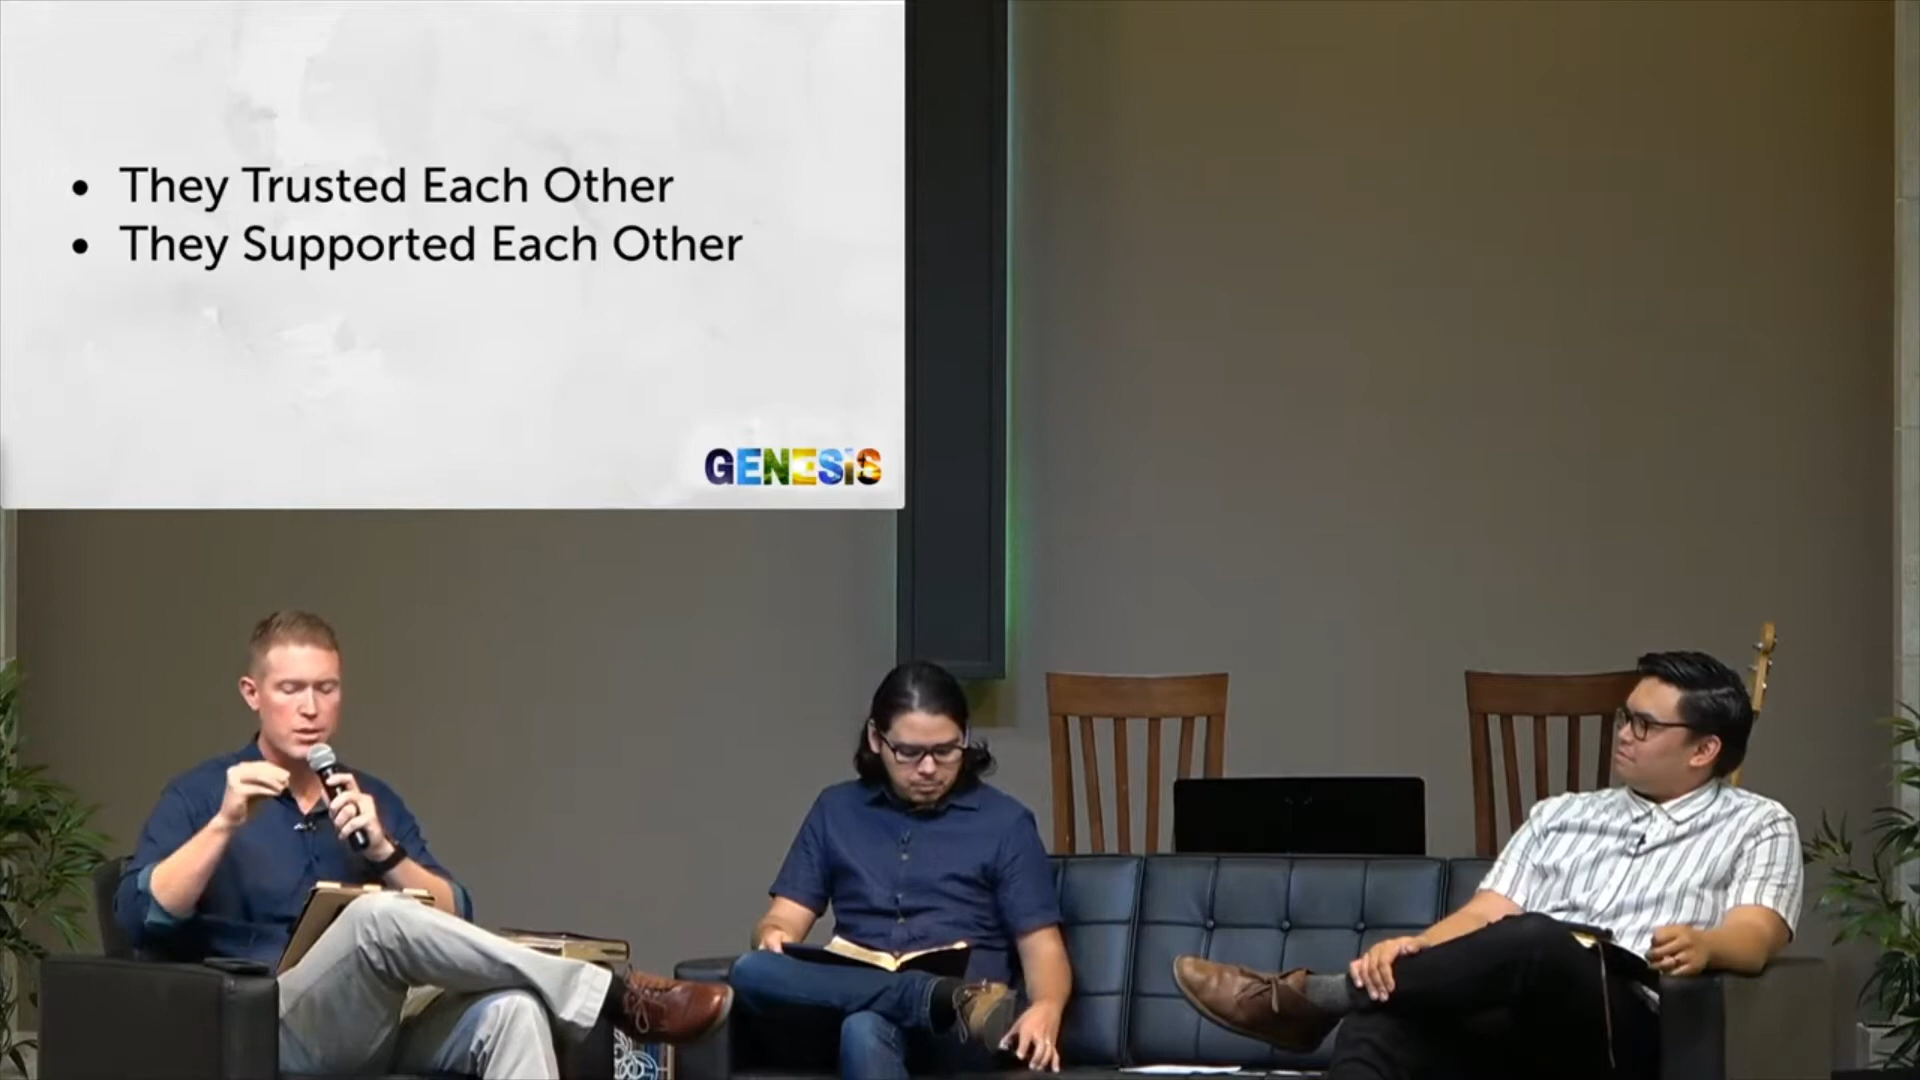 • They Trusted Each Other
• They Supported Each Other
GENESIS